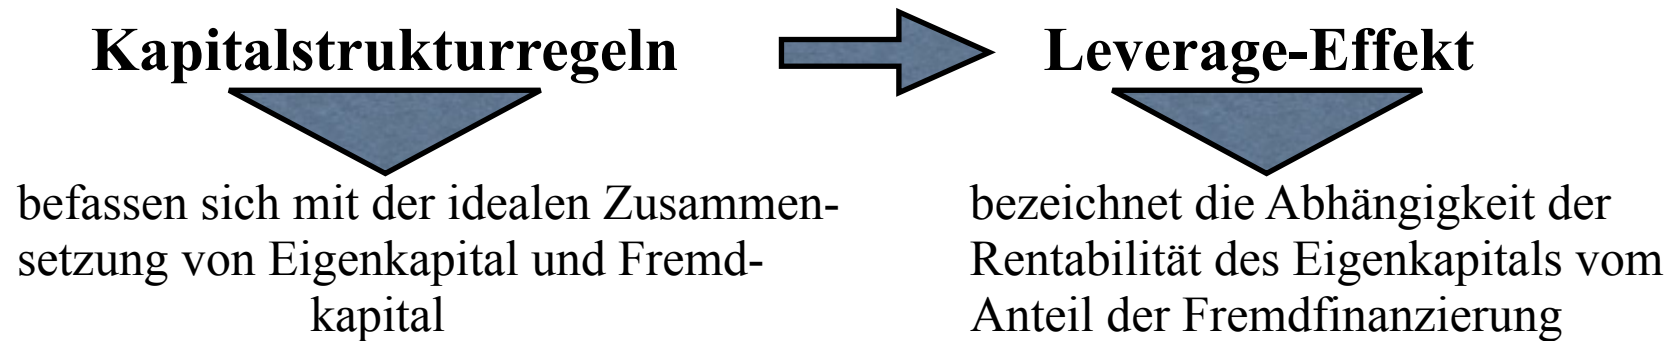 Kapitalstrukturregeln
befassen sich mit der idealen Zusammen-
setzung von Eigenkapital und Fremd-
kapital
Leverage-Effekt
bezeichnet die Abhängigkeit der
Rentabilität des Eigenkapitals vom
Anteil der Fremdfinanzierung